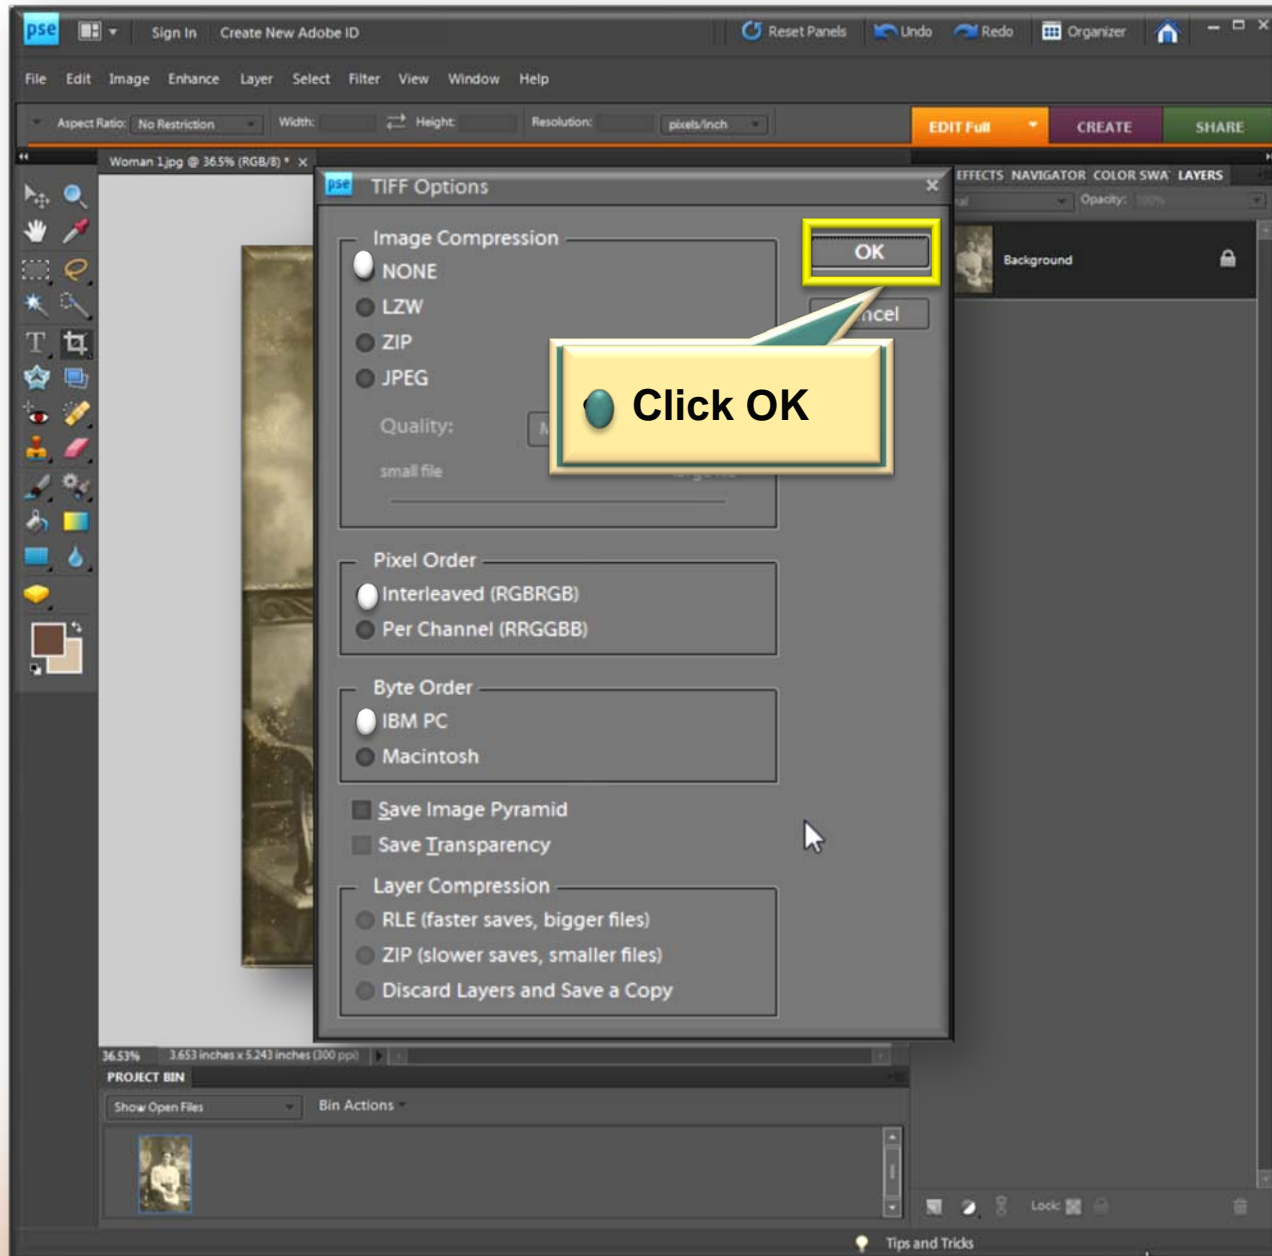 pse Sign In Create New Adobe ID Reset Panels Undo Redo Organizer
File Edit Image Enhance Layer Select Filter View Window Help
Aspect Ratio: No Restriction Width: Height: Resolution: pixels/inch EDIT Full CREATE SHARE
Woman 1.jpg @ 36.5% (RGB/8) * ×
EFFECTS NAVIGATOR COLOR SWA LAYERS
Opacity: 100%
Background
pse TIFF Options
Image Compression
NONE
OK
LZW
ZIP
JPEG
Click OK
Quality:
small file
Pixel Order
Interleaved (RGBRGB)
Per Channel (RRGGBB)
Byte Order
IBM PC
Macintosh
Save Image Pyramid
Save Transparency
Layer Compression
RLE (faster saves, bigger files)
ZIP (slower saves, smaller files)
Discard Layers and Save a Copy
36.53% 3.653 inches x 5.243 inches (300 ppi)
PROJECT BIN
Show Open Files Bin Actions
Lock:
Tips and Tricks